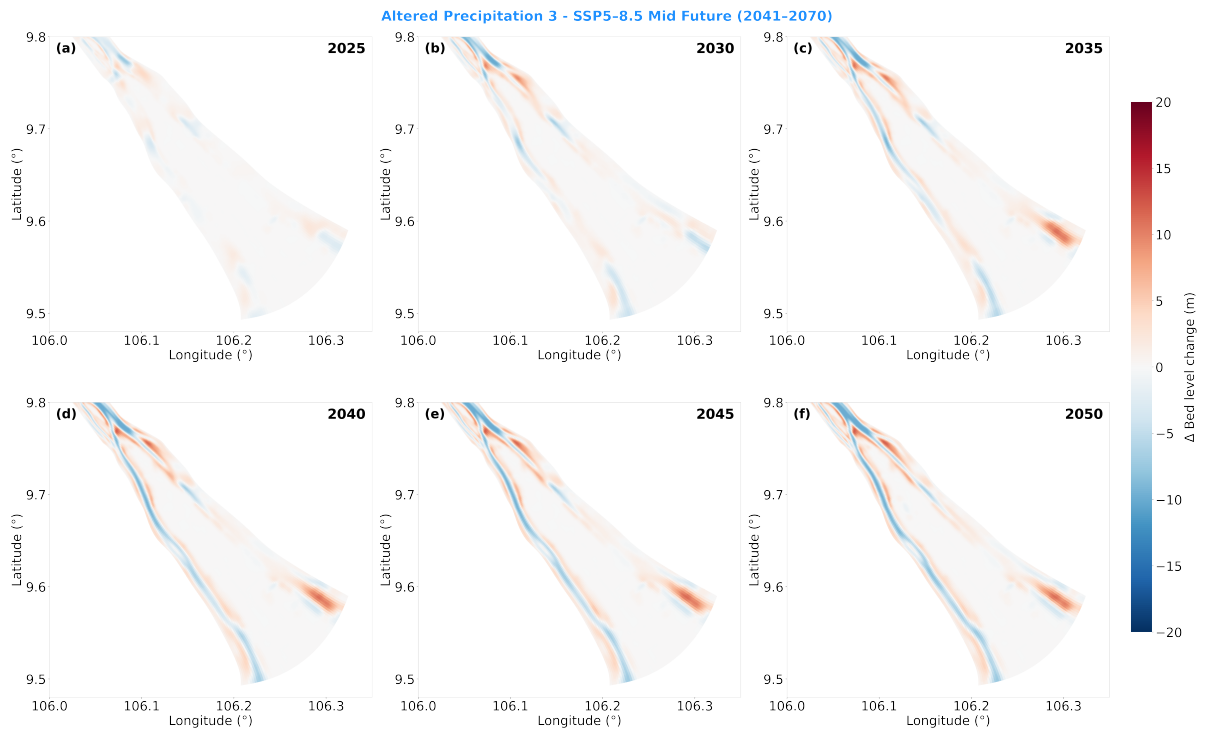 Altered Precipitation 3 - SSP5-8.5 Mid Future (2041–2070)
(a) 2025
(b) 2030
(c) 2035
9.8
9.7
9.6
9.5
Latitude (°)
106.0 106.1 106.2 106.3
Longitude (°)
9.8
9.7
9.6
9.5
Latitude (°)
106.0 106.1 106.2 106.3
Longitude (°)
9.8
9.7
9.6
9.5
Latitude (°)
106.0 106.1 106.2 106.3
Longitude (°)
(d) 2040
(e) 2045
(f) 2050
9.8
9.7
9.6
9.5
Latitude (°)
106.0 106.1 106.2 106.3
Longitude (°)
9.8
9.7
9.6
9.5
Latitude (°)
106.0 106.1 106.2 106.3
Longitude (°)
9.8
9.7
9.6
9.5
Latitude (°)
106.0 106.1 106.2 106.3
Longitude (°)
20
15
10
5
0
−5
−10
−15
−20
Δ Bed level change (m)